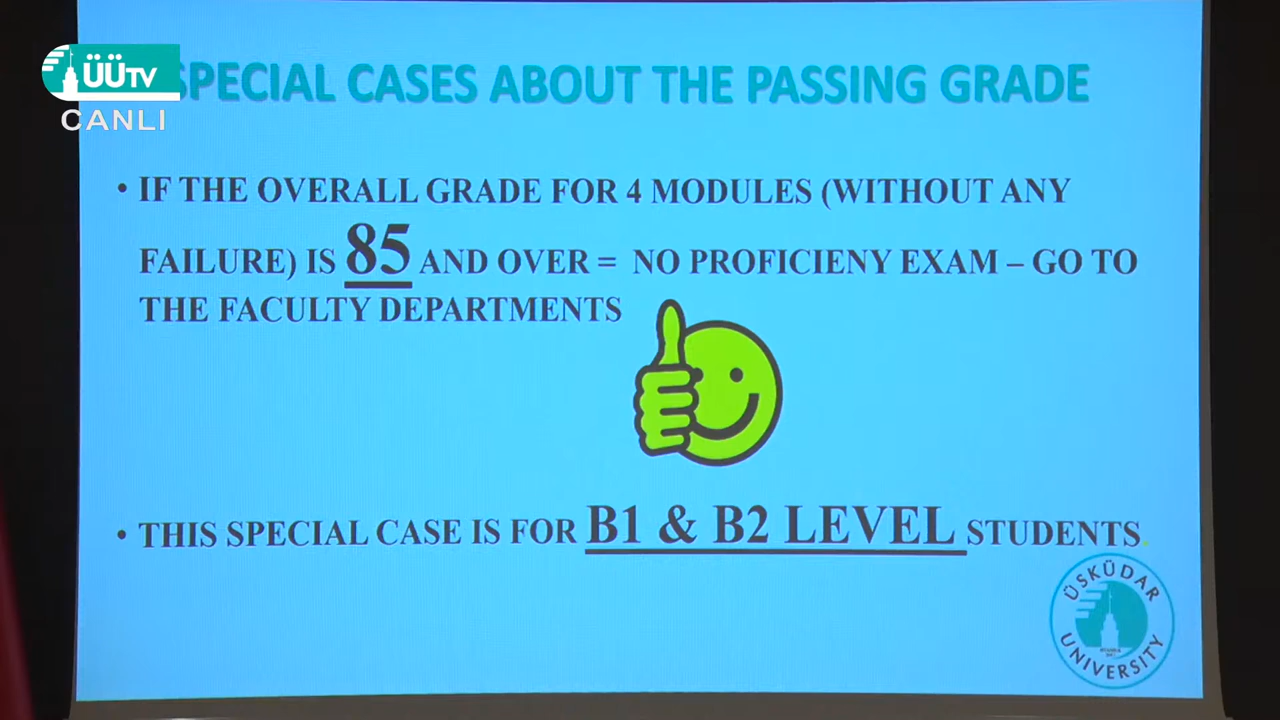 ÜÜTV
CANLI
SPECIAL CASES ABOUT THE PASSING GRADE
• IF THE OVERALL GRADE FOR 4 MODULES (WITHOUT ANY
FAILURE) IS 85 AND OVER = NO PROFICIENY EXAM – GO TO
THE FACULTY DEPARTMENTS
• THIS SPECIAL CASE IS FOR B1 & B2 LEVEL STUDENTS.
ÜSKÜDAR
UNIVERSITY